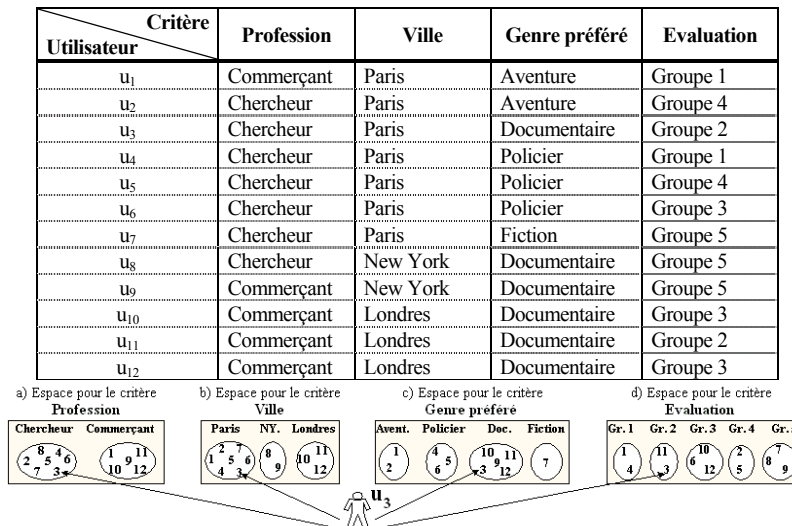 Critère
Utilisateur Profession Ville Genre préféré Evaluation
u1 Commerçant Paris Aventure Groupe 1
u2 Chercheur Paris Aventure Groupe 4
u3 Chercheur Paris Documentaire Groupe 2
u4 Chercheur Paris Policier Groupe 1
u5 Chercheur Paris Policier Groupe 4
u6 Chercheur Paris Policier Groupe 3
u7 Chercheur Paris Fiction Groupe 5
u8 Chercheur New York Documentaire Groupe 5
u9 Commerçant New York Documentaire Groupe 5
u10 Commerçant Londres Documentaire Groupe 3
u11 Commerçant Londres Documentaire Groupe 2
u12 Commerçant Londres Documentaire Groupe 3
a) Espace pour le critère b) Espace pour le critère c) Espace pour le critère d) Espace pour le critère
Profession Ville Genre préféré Evaluation
Chercheur Commerçant Paris NY. Londres Avent. Policier Doc. Fiction Gr. 1 Gr. 2 Gr. 3 Gr. 4 Gr.
2 8 5 4 6 7 3 1 9 11 10 12 1 2 5 7 6 4 3 8 9 10 11 12 1 2 4 6 5 10 9 11 3 12 7 1 4 11 3 6 10 12 2 5 8 7 9
u3